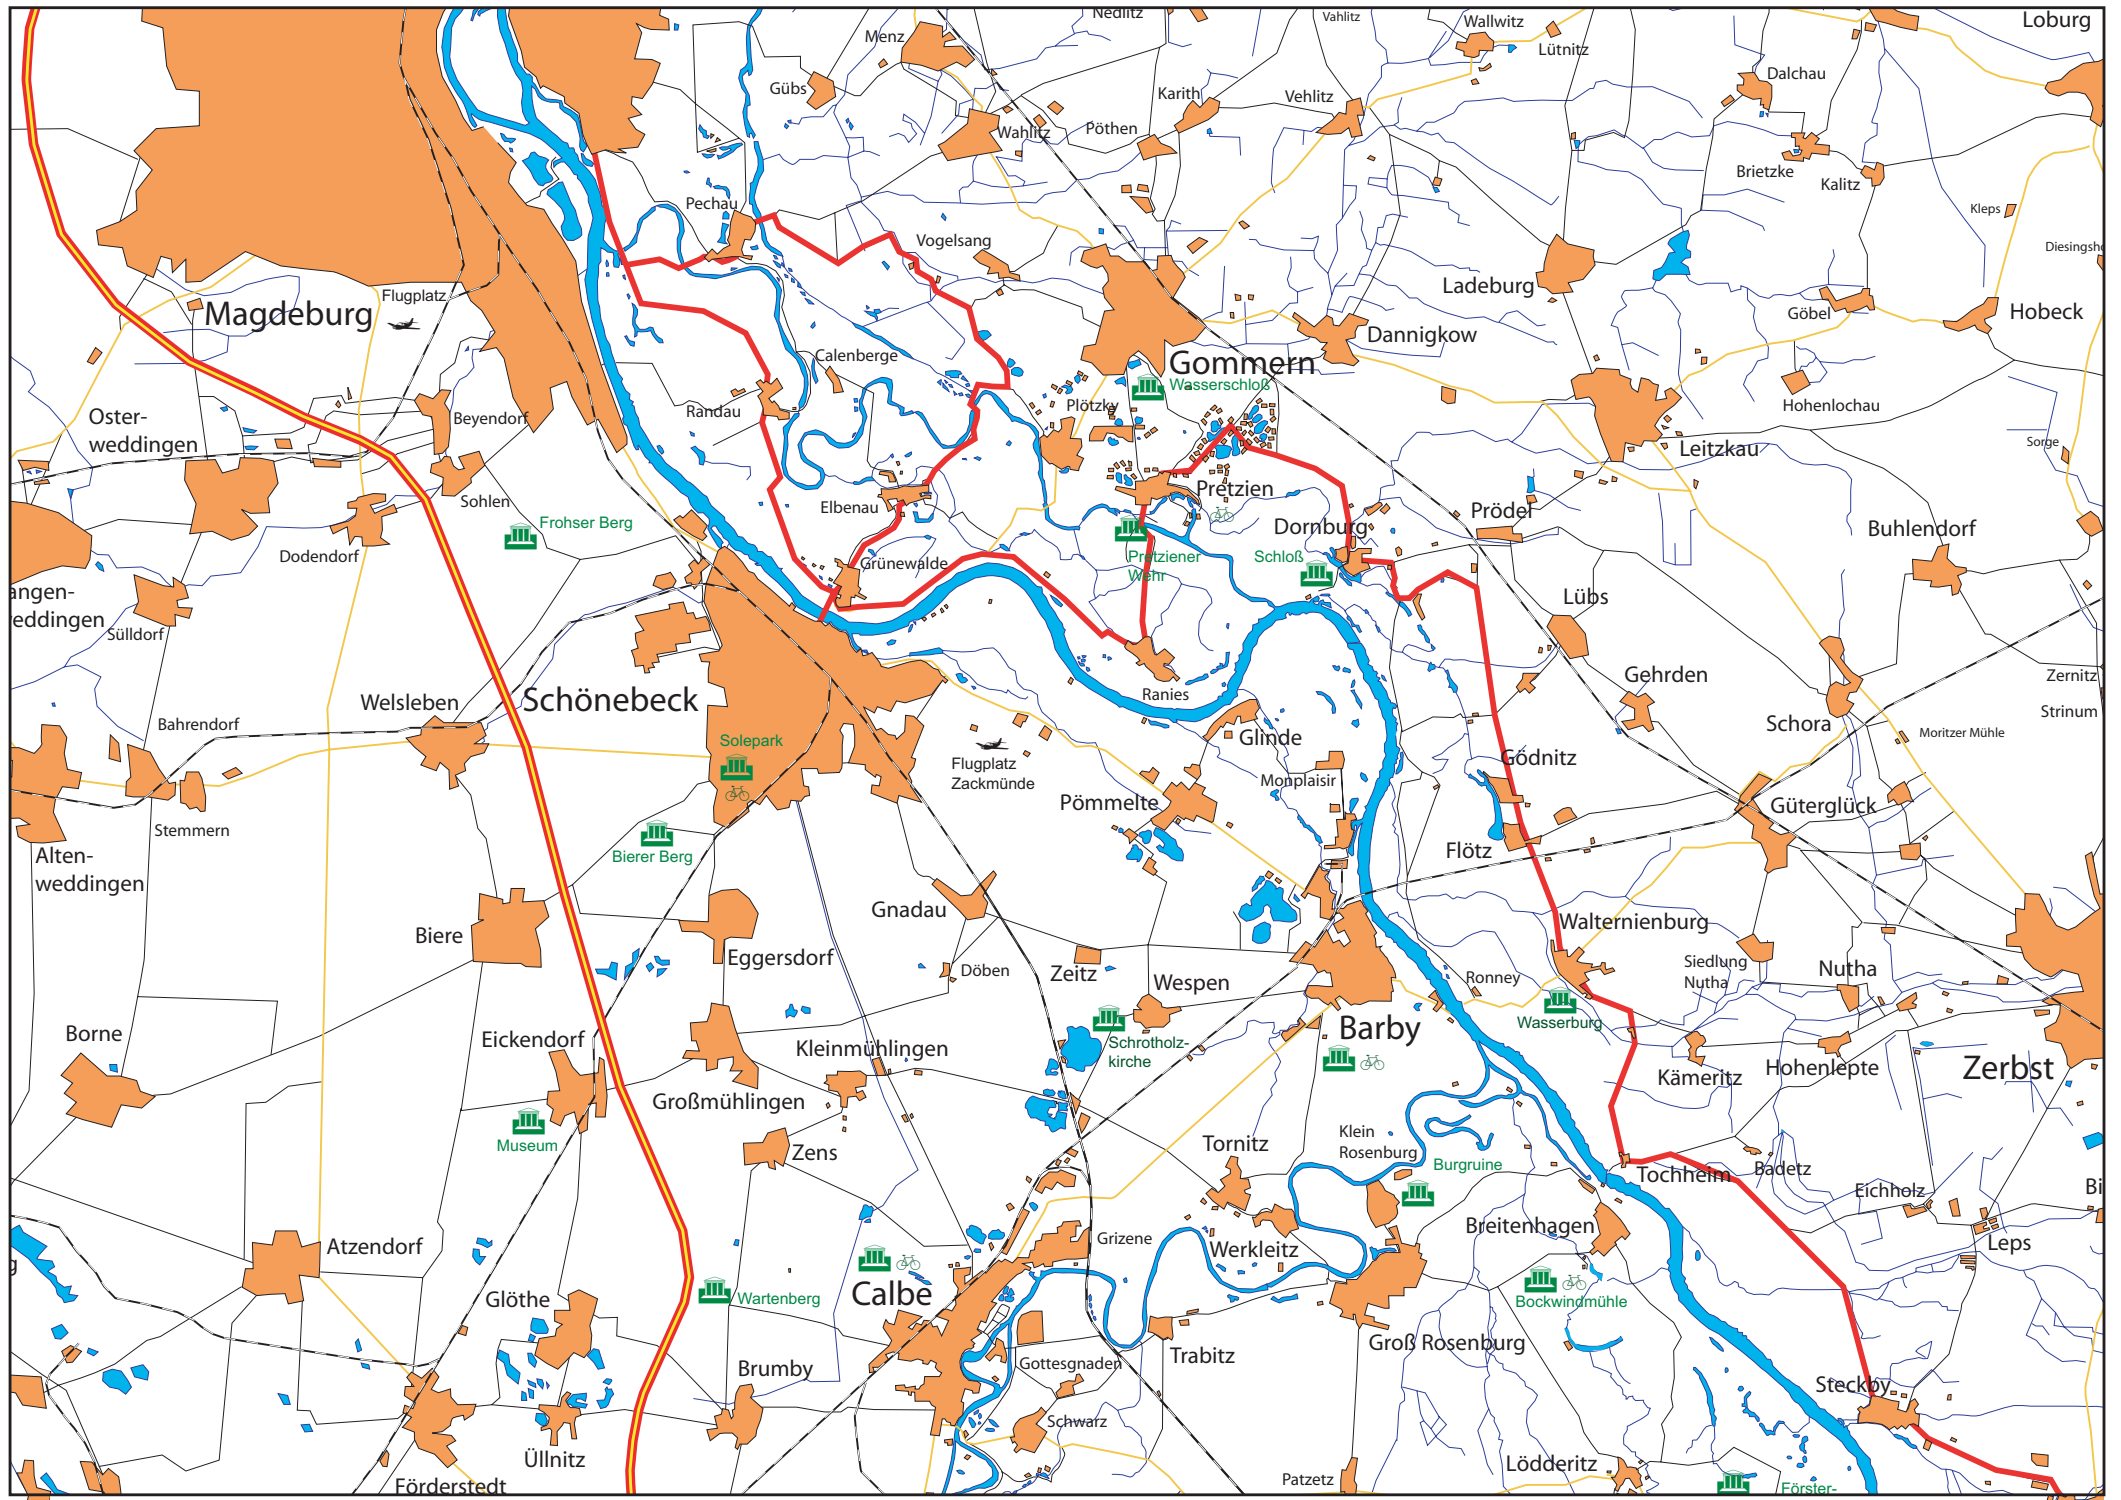 Nedlitz
Vahlitz
Wallwitz
Loburg
Menz
Lütnitz
Dalchau
Gübs
Karith
Vehlitz
Wahlitz
Pöthen
Brietzke
Kalitz
Pechau
Kleps
Vogelsang
Diesingsh
Ladeburg
Flugplatz
Magdeburg
Göbel
Hobeck
Dannigkow
Calenberge
Gommern
Wasserschloß
Randau
Plötzky
Hohenlochau
Oster-
weddingen
Beyendorf
Sorge
Leitzkau
Pretzien
Sohlen
Elbenau
Frohser Berg
Prödel
Dornburg
Buhlendorf
Dodendorf
Pretziener
Wehr
Schloß
Grünewalde
angen-
eddingen
Lübs
Sülldorf
Gehrden
Zernitz
Welsleben
Schönebeck
Ranies
Strinum
Bahrendorf
Schora
Moritzer Mühle
Solepark
Glinde
Flugplatz
Zackmünde
Gödnitz
Monplaisir
Pömmelte
Güterglück
Stemmern
Alten-
weddingen
Bierer Berg
Flötz
Gnadau
Walternienburg
Biere
Eggersdorf
Döben
Zeitz
Wespen
Ronney
Siedlung
Nutha
Nutha
Wasserburg
Borne
Barby
Eickendorf
Kleinmühlingen
Schrotholz-
kirche
Hohenlepte
Zerbst
Kämeritz
Großmühlingen
Museum
Zens
Tornitz
Klein
Rosenburg
Burgruine
Tochheim
Badetz
Eichholz
Bi
Breitenhagen
Atzendorf
Grizene
Werkleitz
Leps
g
Glöthe
Wartenberg
Calbe
Bockwindmühle
Groß Rosenburg
Brumby
Gottesgnaden
Trabitz
Steckby
Schwarz
Üllnitz
Lödderitz
Förderstedt
Patzetz
Förster-